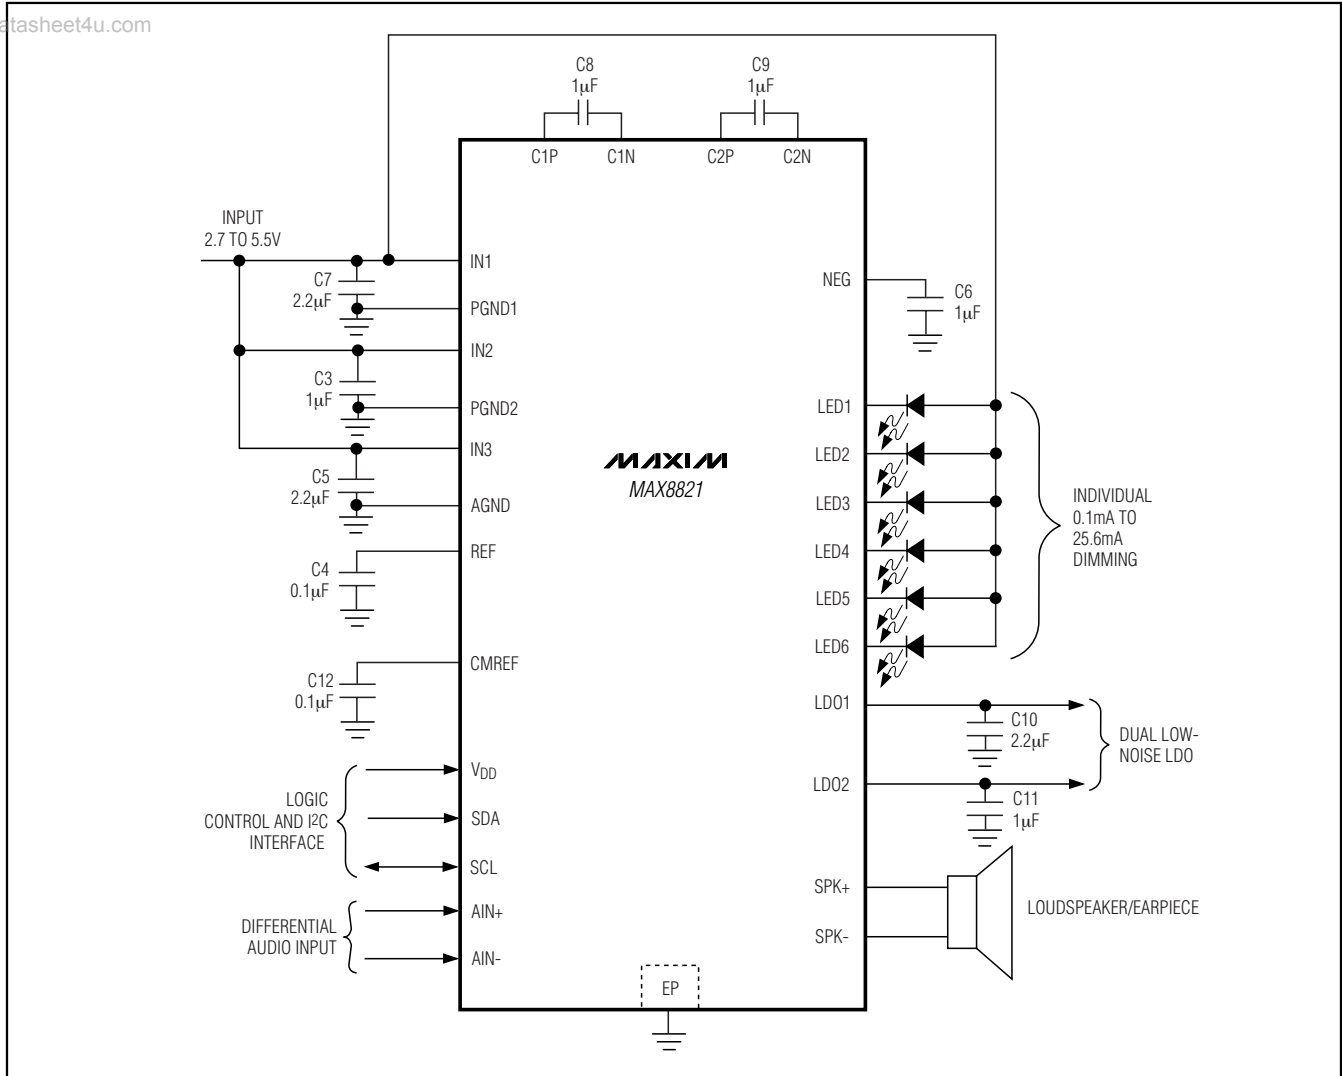 atasheet4u.com
C8
1µF
C9
1µF
C1P
C1N
C2P
C2N
INPUT
2.7 TO 5.5V
IN1
C7
2.2µF
PGND1
IN2
C3
1µF
PGND2
IN3
C5
2.2µF
AGND
REF
C4
0.1µF
CMREF
C12
0.1µF
VDD
LOGIC
CONTROL AND I2C
INTERFACE
SDA
SCL
AIN+
DIFFERENTIAL
AUDIO INPUT
AIN-
MAXIM
MAX8821
EP
NEG
C6
1µF
LED1
LED2
LED3
LED4
LED5
LED6
INDIVIDUAL
0.1mA TO
25.6mA
DIMMING
LDO1
C10
2.2µF
DUAL LOW-
NOISE LDO
LDO2
C11
1µF
SPK+
SPK-
LOUDSPEAKER/EARPIECE